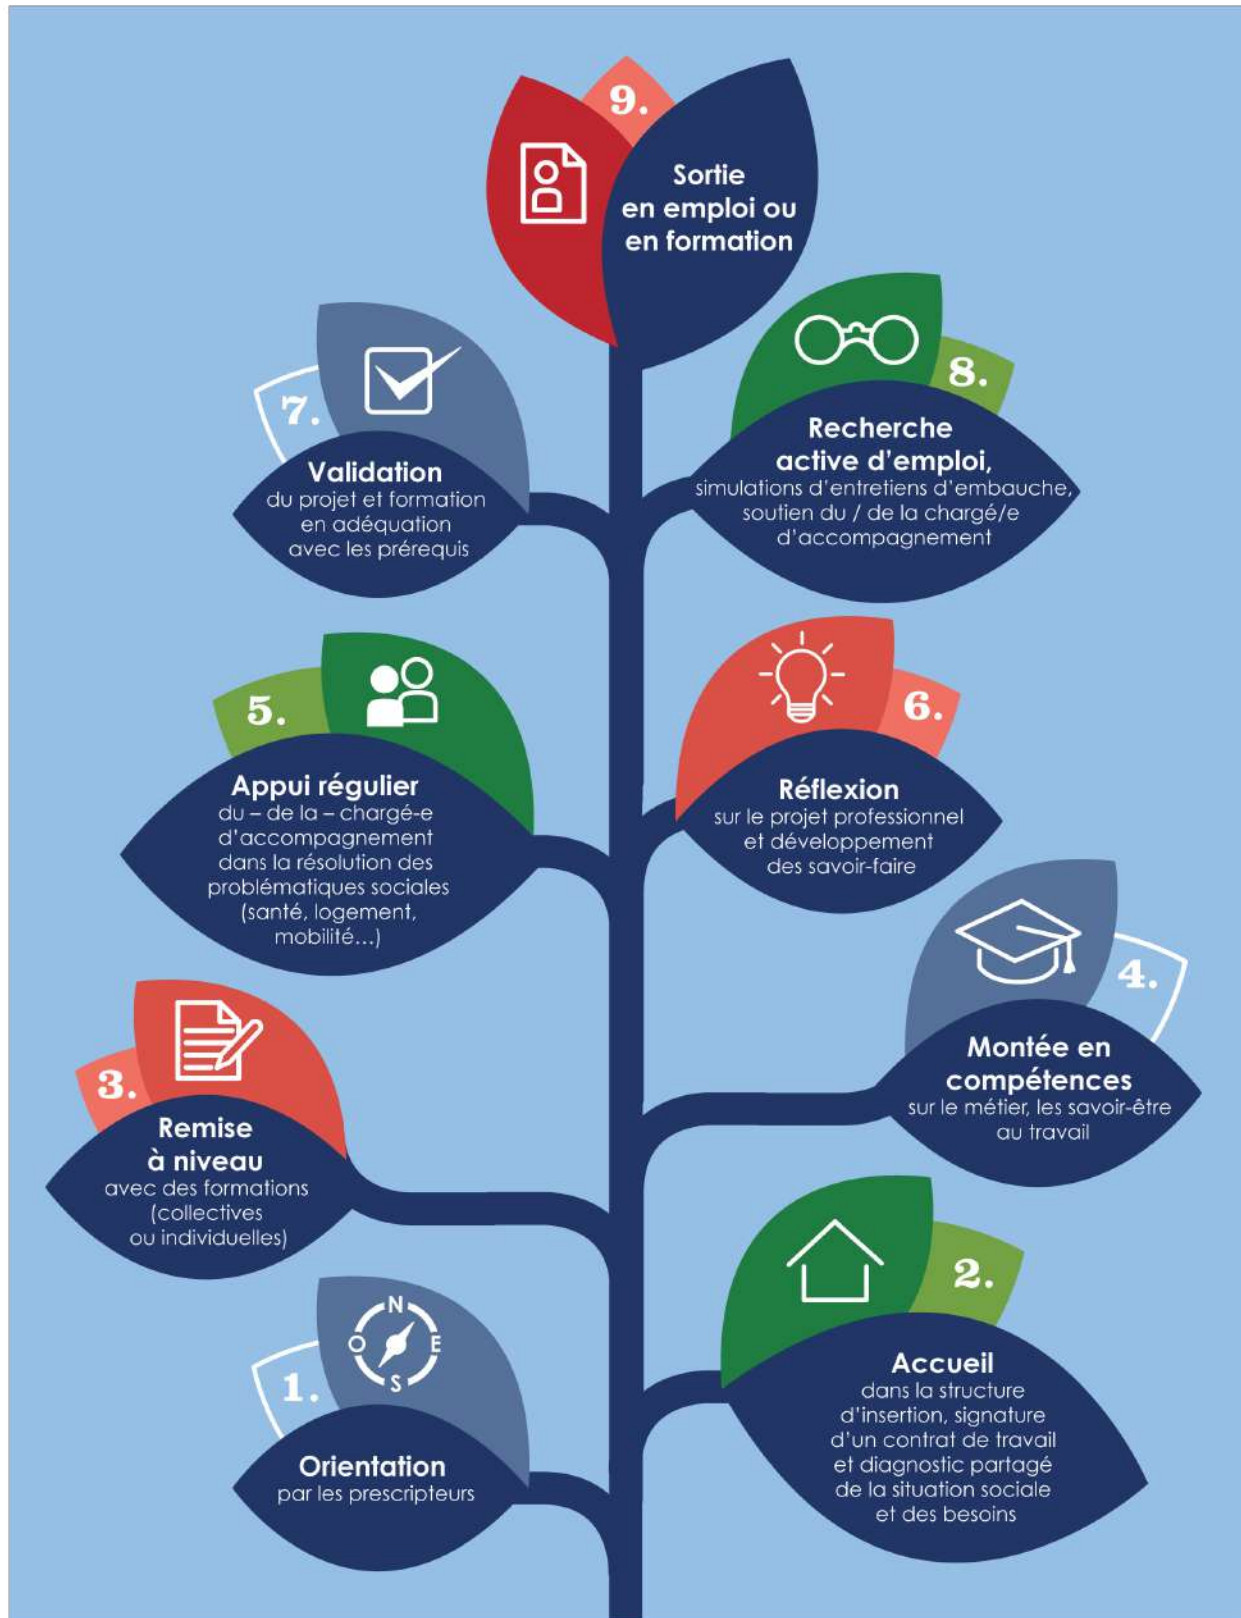 9.
Sortie
en emploi ou
en formation
7.
Validation
du projet et formation
en adéquation
avec les prérequis
8.
Recherche
active d'emploi,
simulations d'entretiens d'embauche,
soutien du / de la chargé/e
d'accompagnement
5.
Appui régulier
du – de la – chargé-e
d'accompagnement
dans la résolution des
problématiques sociales
(santé, logement,
mobilité…)
6.
Réflexion
sur le projet professionnel
et développement
des savoir-faire
3.
Remise
à niveau
avec des formations
(collectives
ou individuelles)
4.
Montée en
compétences
sur le métier, les savoir-être
au travail
1.
N
O E
S
Orientation
par les prescripteurs
2.
Accueil
dans la structure
d'insertion, signature
d'un contrat de travail
et diagnostic partagé
de la situation sociale
et des besoins